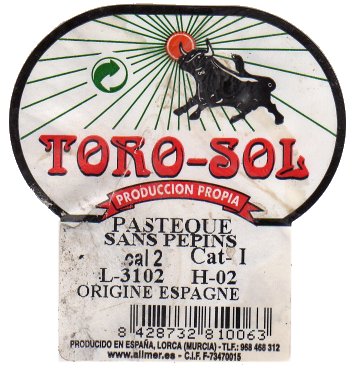 TORO-SOL
PRODUCCION PROPIA
PASTEQUE
SANS PEPINS
cal 2 Cat- I
L-3102 H-02
ORIGINE ESPAGNE
8 428732 810063
PRODUCIDO EN ESPAÑA, LORCA (MURCIA) - TLF.: 968 468 312
www.alimer.es - C.I.F. F-73470015